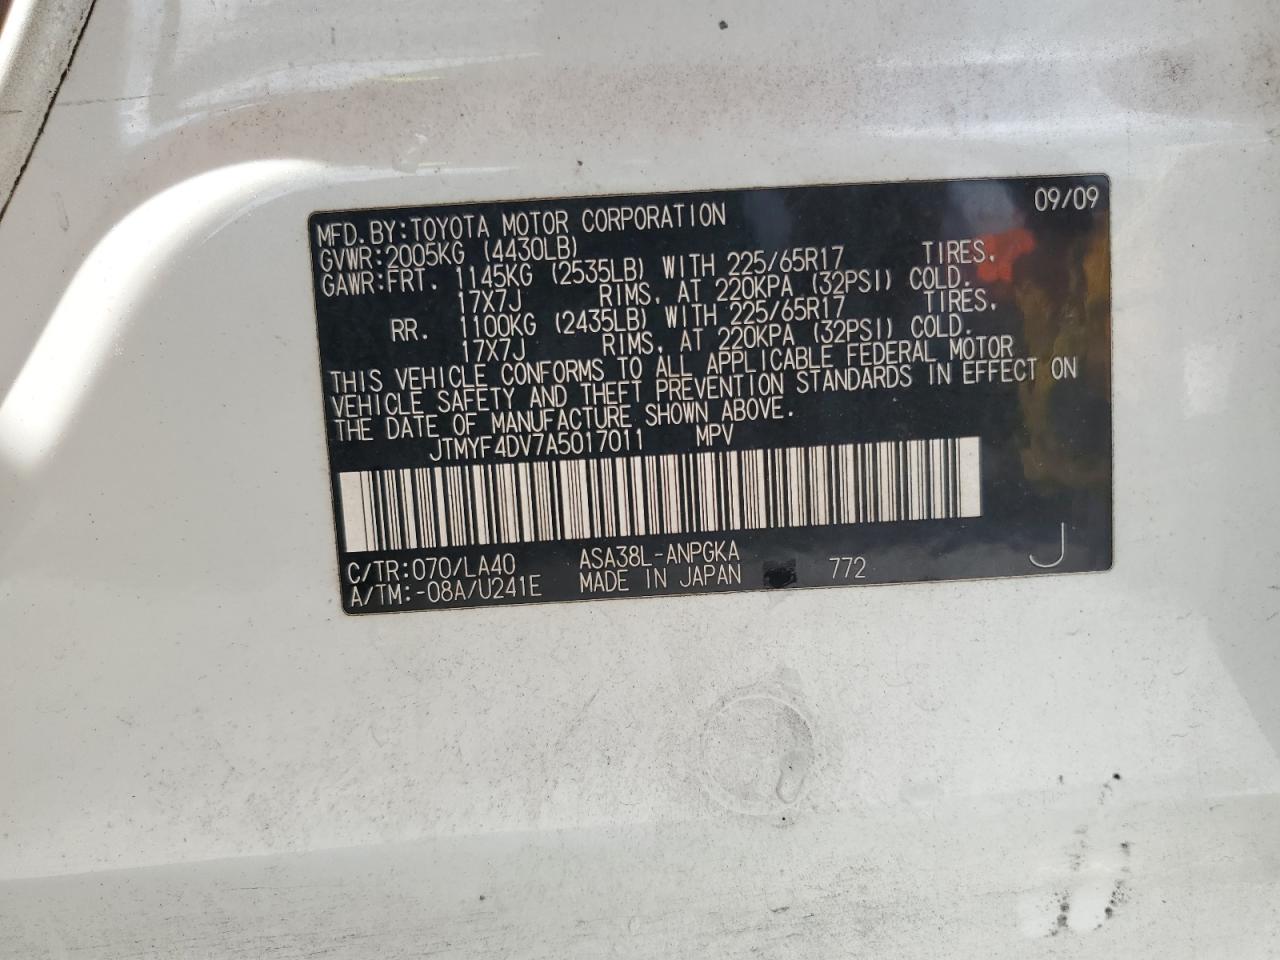 MFD.BY:TOYOTA MOTOR CORPORATION 09/09
GVWR:2005KG (4430LB)
GAWR:FRT. 1145KG (2535LB) WITH 225/65R17 TIRES,
17X7J RIMS, AT 220KPA (32PSI) COLD.
RR. 1100KG (2435LB) WITH 225/65R17 TIRES,
17X7J RIMS, AT 220KPA (32PSI) COLD.
THIS VEHICLE CONFORMS TO ALL APPLICABLE FEDERAL MOTOR
VEHICLE SAFETY AND THEFT PREVENTION STANDARDS IN EFFECT ON
THE DATE OF MANUFACTURE SHOWN ABOVE.
JTMYF4DV7A5017011 MPV
C/TR:070/LA40 ASA38L-ANPGKA
A/TM:-08A/U241E MADE IN JAPAN 772 J